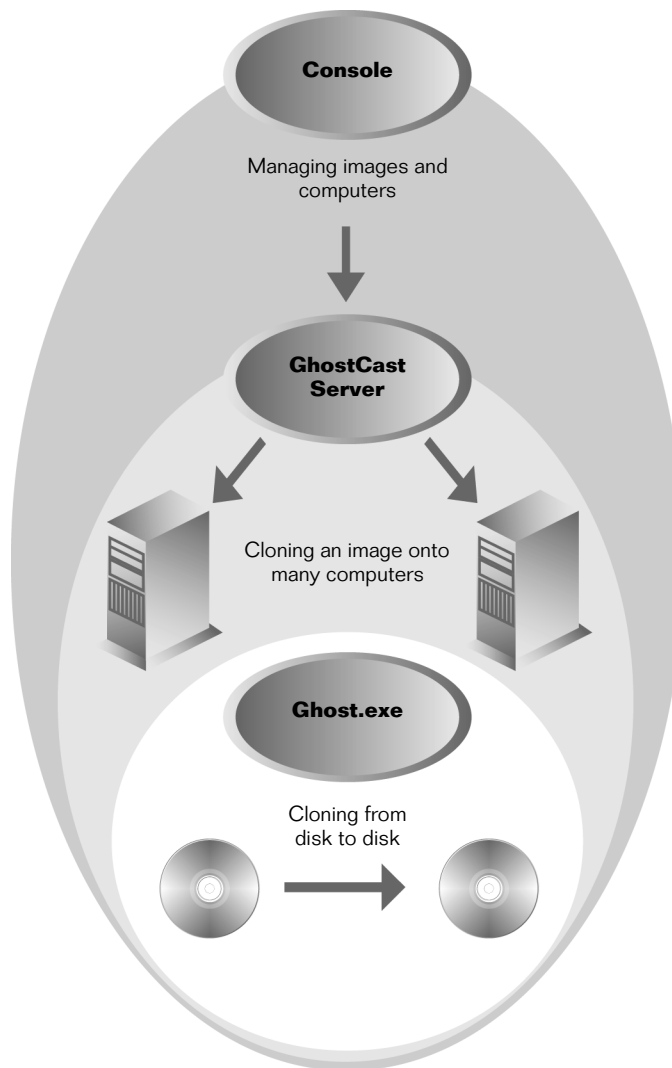 Console
Managing images and
computers
GhostCast
Server
Cloning an image onto
many computers
Ghost.exe
Cloning from
disk to disk